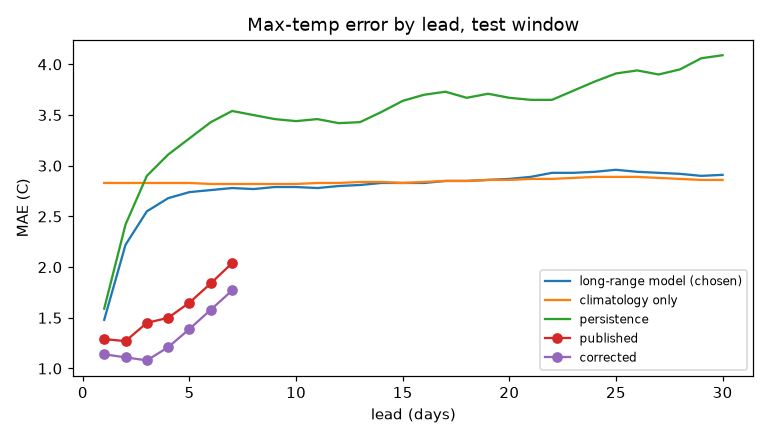 Max-temp error by lead, test window
MAE (C)
4.0
3.5
3.0
2.5
2.0
1.5
1.0
0
5
10
15
20
25
30
lead (days)
long-range model (chosen)
climatology only
persistence
published
corrected